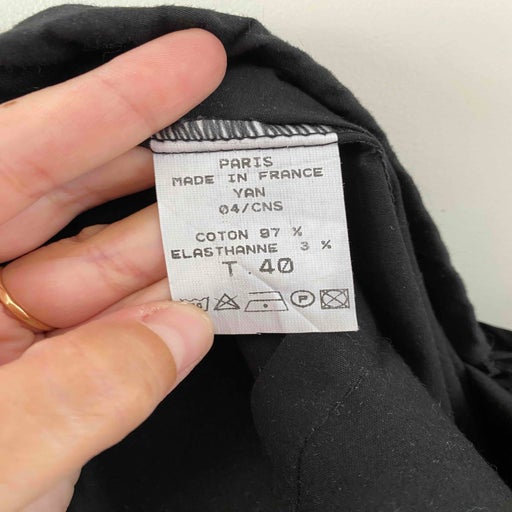 PARIS
MADE IN FRANCE
YAN
04/CNS
COTON 97 %
ELASTHANNE 3 %
T.40
P